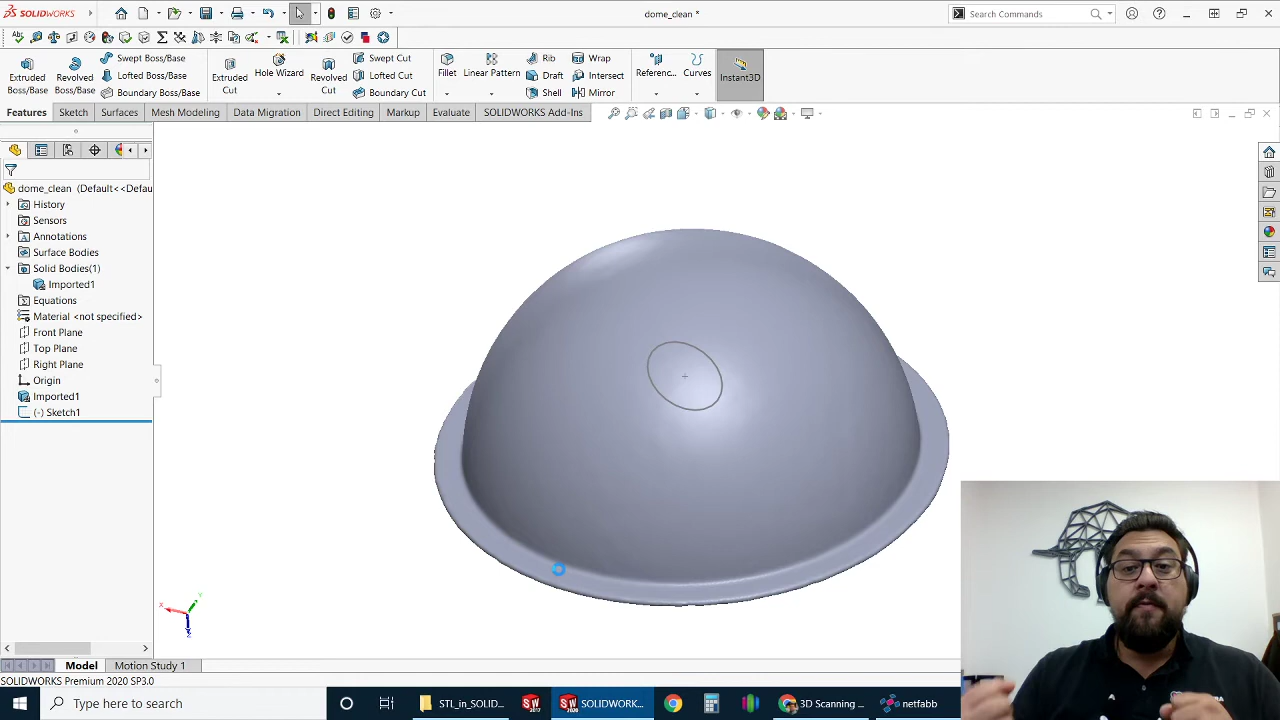 SOLIDWORKS
dome_clean *
Search Commands
Extruded Boss/Base
Revolved Boss/Base
Swept Boss/Base
Lofted Boss/Base
Boundary Boss/Base
Extruded Cut
Hole Wizard
Revolved Cut
Swept Cut
Lofted Cut
Boundary Cut
Fillet
Linear Pattern
Rib
Draft
Shell
Wrap
Intersect
Mirror
Referenc...
Curves
Instant3D
Features
Sketch
Surfaces
Mesh Modeling
Data Migration
Direct Editing
Markup
Evaluate
SOLIDWORKS Add-Ins
dome_clean (Default<<Defau
History
Sensors
Annotations
Surface Bodies
Solid Bodies(1)
Imported1
Equations
Material <not specified>
Front Plane
Top Plane
Right Plane
Origin
Imported1
(-) Sketch1
X
Y
Z
Model
Motion Study 1
SOLIDWORKS Premium 2020 SP3.0
Type here to search
STL_in_SOLID...
SW 2017
SW 2020
SOLIDWORK...
3D Scanning ...
netfabb